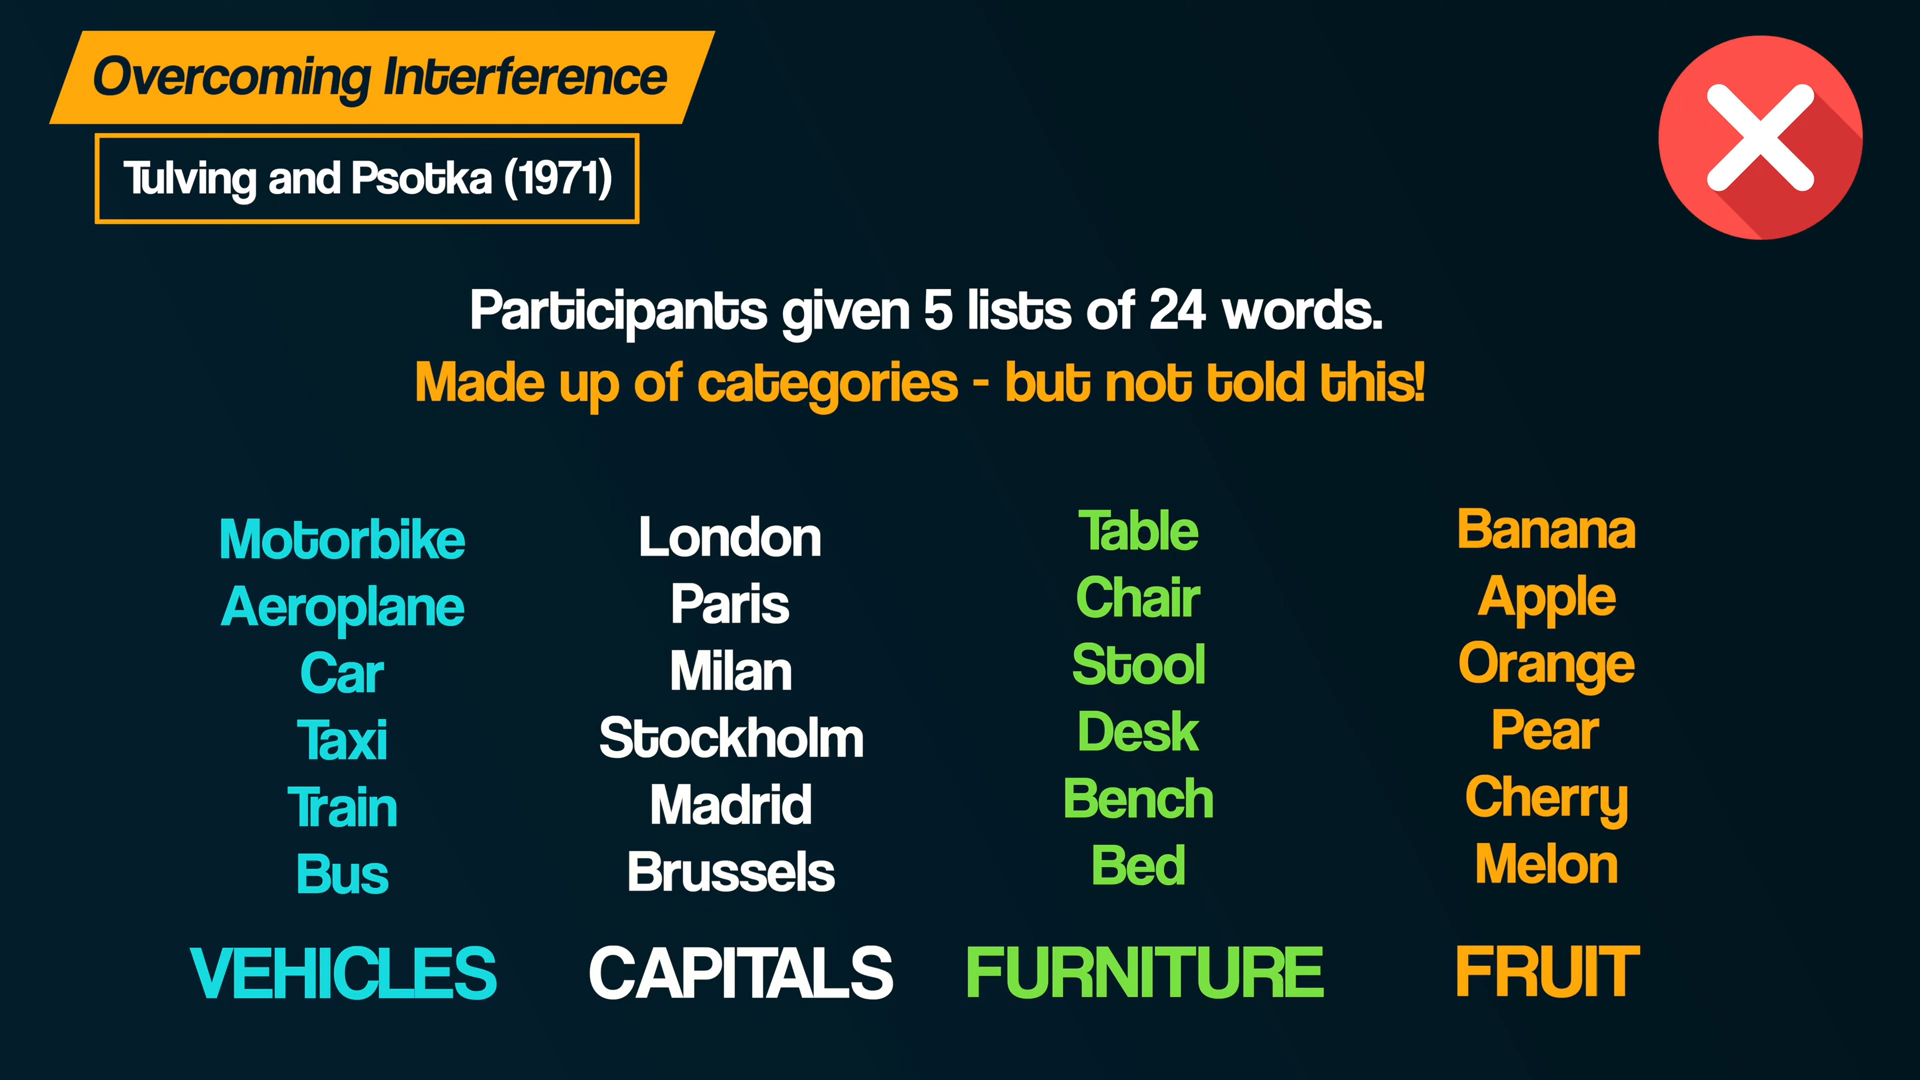 Overcoming Interference
Tulving and Psotka (1971)
Participants given 5 lists of 24 words.
Made up of categories - but not told this!
Motorbike
Aeroplane
Car
Taxi
Train
Bus
VEHICLES
London
Paris
Milan
Stockholm
Madrid
Brussels
CAPITALS
Table
Chair
Stool
Desk
Bench
Bed
FURNITURE
Banana
Apple
Orange
Pear
Cherry
Melon
FRUIT